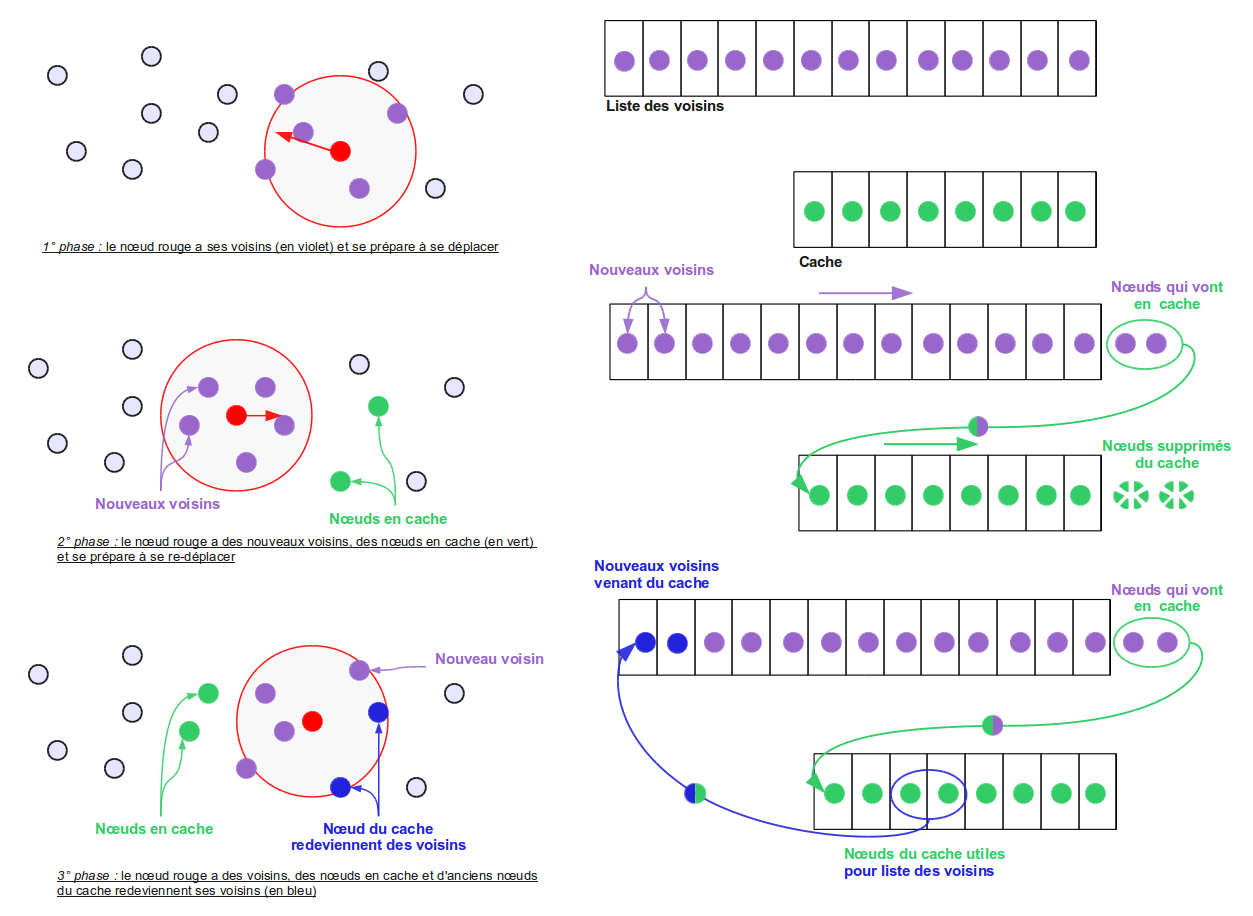 1° phase : le nœud rouge a ses voisins (en violet) et se prépare à se déplacer
Nouveaux voisins
Nœuds en cache
2° phase : le nœud rouge a des nouveaux voisins, des nœuds en cache (en vert)
et se prépare à se re-déplacer
Nouveau voisin
Nœuds en cache
Nœud du cache
redeviennent des voisins
3° phase : le nœud rouge a des voisins, des nœuds en cache et d'anciens nœuds
du cache redeviennent ses voisins (en bleu)
Liste des voisins
Cache
Nouveaux voisins
Nœuds qui vont
en cache
Nœuds supprimés
du cache
Nouveaux voisins
venant du cache
Nœuds qui vont
en cache
Nœuds du cache utiles
pour liste des voisins